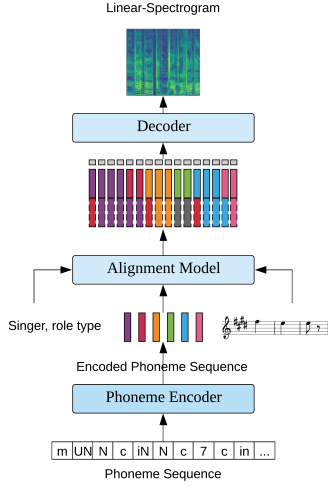 Linear-Spectrogram
Decoder
Alignment Model
Singer, role type
Encoded Phoneme Sequence
Phoneme Encoder
m UN N c iN N c 7 c in ...
Phoneme Sequence